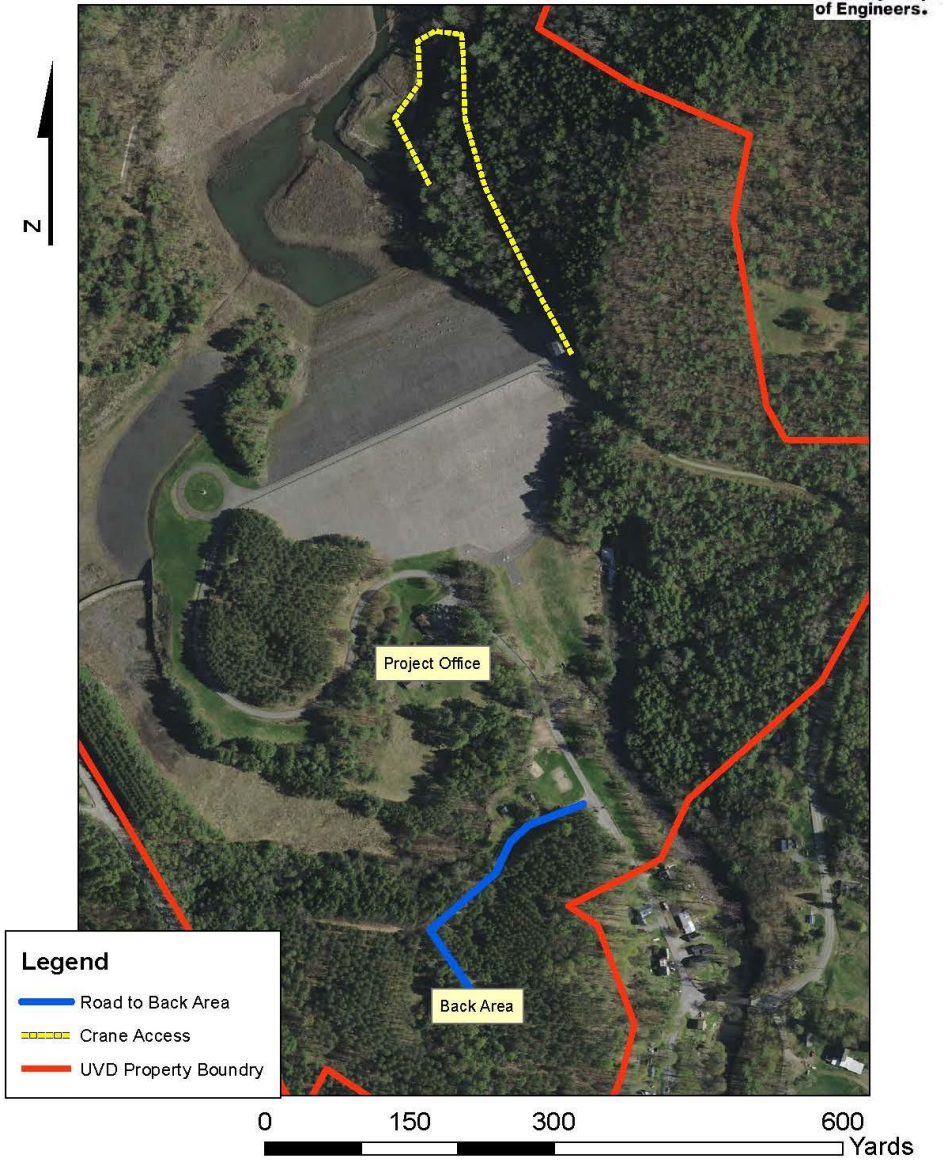 of Engineers.
N
Project Office
Back Area
Legend
Road to Back Area
Crane Access
UVD Property Boundry
0 150 300 600
Yards